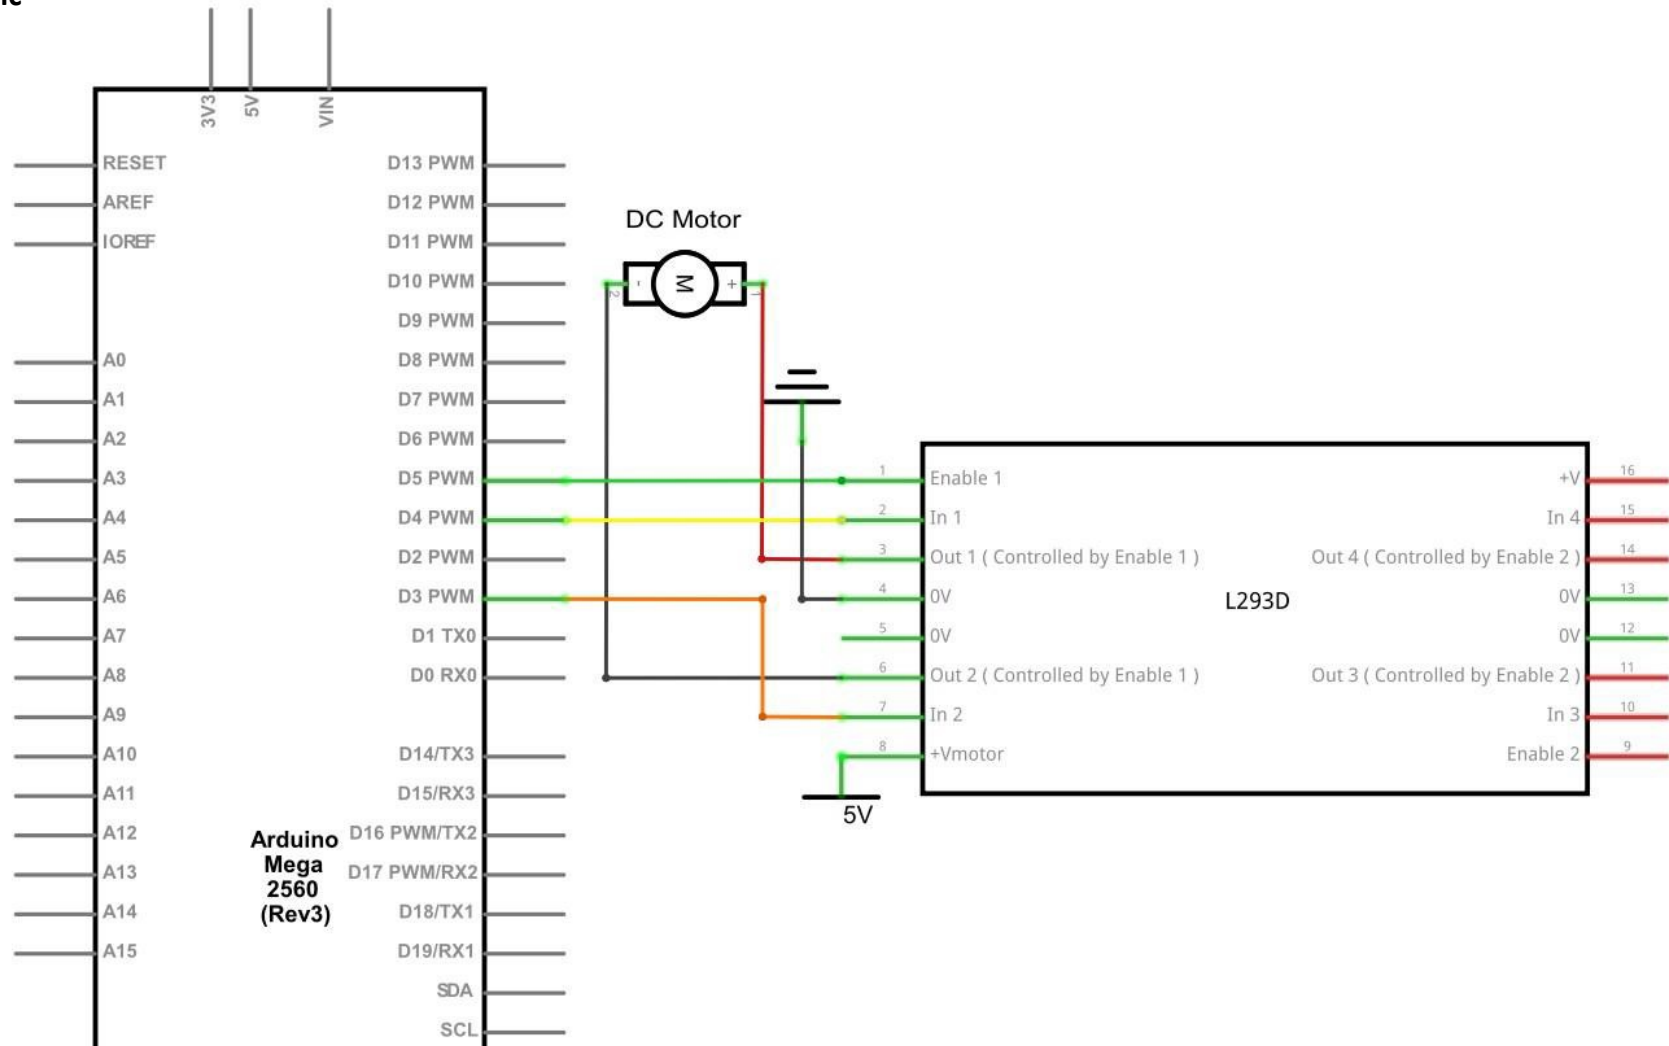 3V3
5V
VIN
RESET
AREF
IOREF
A0
A1
A2
A3
A4
A5
A6
A7
A8
A9
A10
A11
A12
A13
A14
A15
D13 PWM
D12 PWM
D11 PWM
D10 PWM
D9 PWM
D8 PWM
D7 PWM
D6 PWM
D5 PWM
D4 PWM
D2 PWM
D3 PWM
D1 TX0
D0 RX0
D14/TX3
D15/RX3
D16 PWM/TX2
D17 PWM/RX2
D18/TX1
D19/RX1
SDA
SCL
Arduino
Mega
2560
(Rev3)
DC Motor
2
-
M
+
1
1 Enable 1
2 In 1
3 Out 1 ( Controlled by Enable 1 )
4 0V
5 0V
6 Out 2 ( Controlled by Enable 1 )
7 In 2
8 +Vmotor
5V
L293D
+V 16
In 4 15
Out 4 ( Controlled by Enable 2 ) 14
0V 13
0V 12
Out 3 ( Controlled by Enable 2 ) 11
In 3 10
Enable 2 9